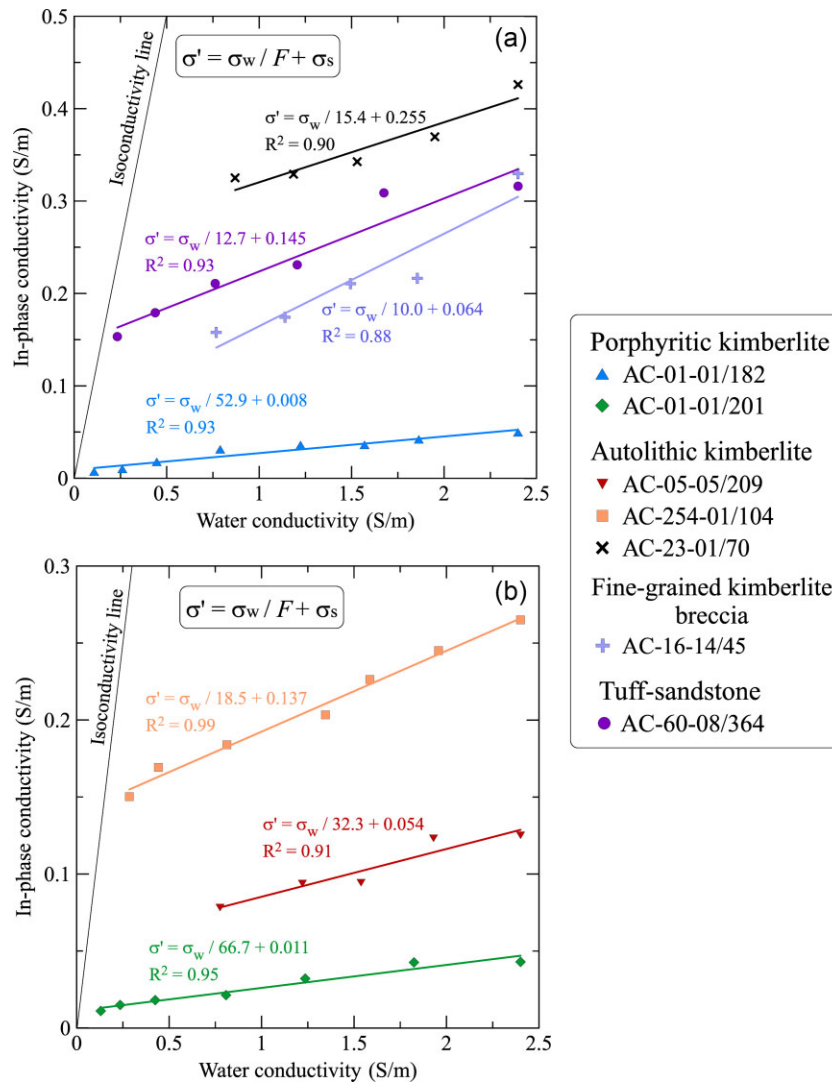 (a)
σ' = σw / F + σs
Isoconductivity line
σ' = σw / 15.4 + 0.255
R² = 0.90
σ' = σw / 12.7 + 0.145
R² = 0.93
σ' = σw / 10.0 + 0.064
R² = 0.88
σ' = σw / 52.9 + 0.008
R² = 0.93
In-phase conductivity (S/m)
0.5
0.4
0.3
0.2
0.1
0
0 0.5 1 1.5 2 2.5
Water conductivity (S/m)
(b)
σ' = σw / F + σs
Isoconductivity line
σ' = σw / 18.5 + 0.137
R² = 0.99
σ' = σw / 32.3 + 0.054
R² = 0.91
σ' = σw / 66.7 + 0.011
R² = 0.95
In-phase conductivity (S/m)
0.3
0.2
0.1
0
0 0.5 1 1.5 2 2.5
Water conductivity (S/m)
Porphyritic kimberlite
AC-01-01/182
AC-01-01/201
Autolithic kimberlite
AC-05-05/209
AC-254-01/104
AC-23-01/70
Fine-grained kimberlite
breccia
AC-16-14/45
Tuff-sandstone
AC-60-08/364